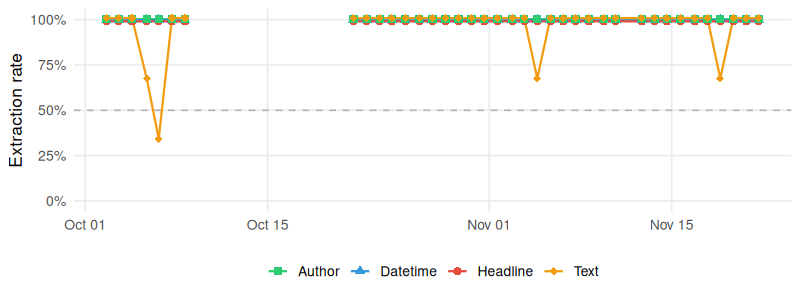 Extraction rate
100%
75%
50%
25%
0%
Oct 01 Oct 15 Nov 01 Nov 15
Author Datetime Headline Text